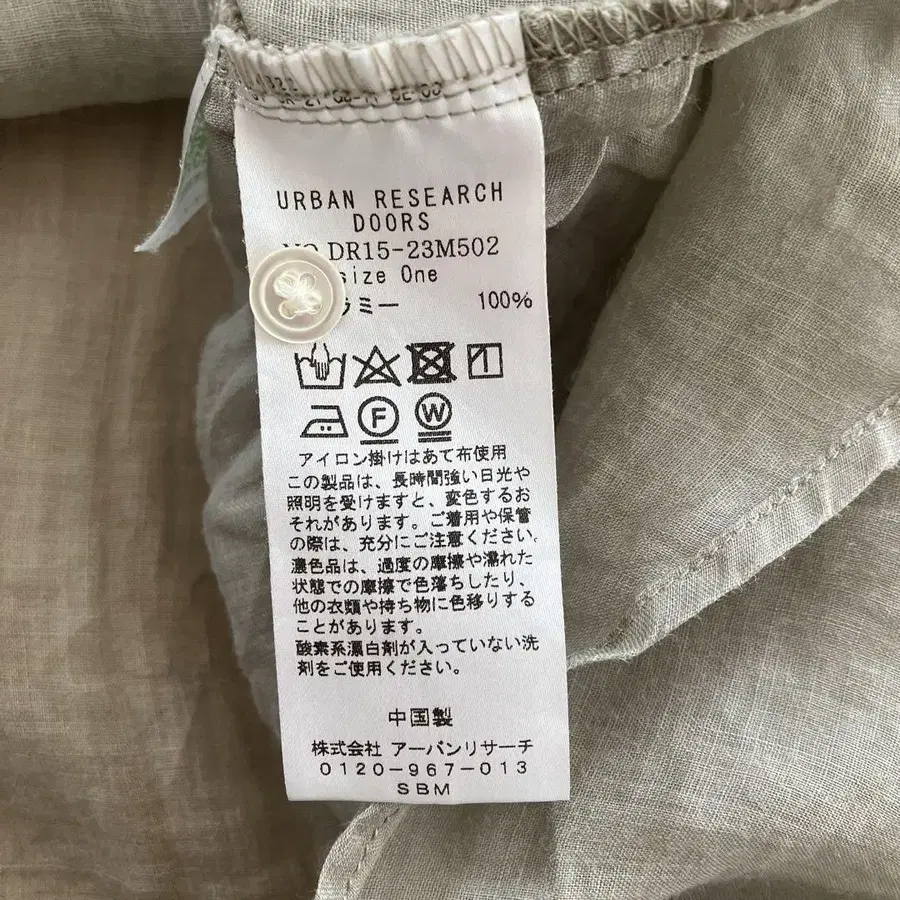 URBAN RESEARCH
DOORS
DR15-23M502
size One
ラミー 100%
F W
アイロン掛けはあて布使用
この製品は、長時間強い日光や
照明を受けますと、変色するお
それがあります。ご着用や保管
の際は、充分にご注意ください。
濃色品は、過度の摩擦や濡れた
状態での摩擦で色落ちしたり、
他の衣類や持ち物に色移りする
ことがあります。
酸素系漂白剤が入っていない洗
剤をご使用ください。
中国製
株式会社 アーバンリサーチ
0120-967-013
SBM